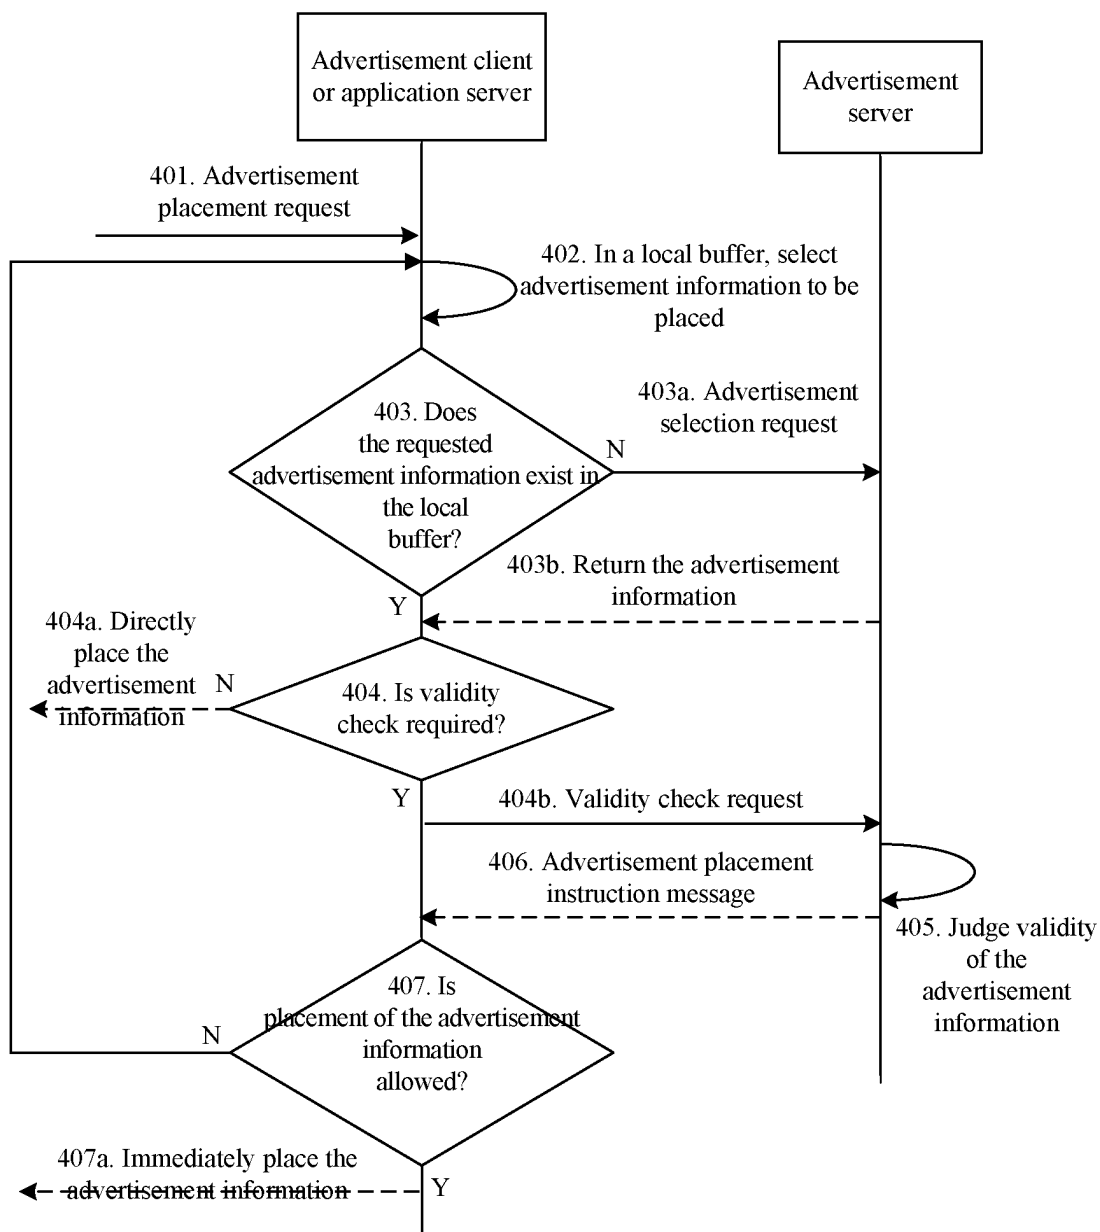 Advertisement client
or application server
Advertisement
server
401. Advertisement
placement request
402. In a local buffer, select
advertisement information to be
placed
403a. Advertisement
selection request
403. Does
the requested
advertisement information exist in
the local
buffer?
N
403b. Return the advertisement
information
Y
404a. Directly
place the
advertisement
information
N
404. Is validity
check required?
Y
404b. Validity check request
406. Advertisement placement
instruction message
405. Judge validity
of the
advertisement
information
407. Is
placement of the advertisement
information
allowed?
N
407a. Immediately place the
advertisement information
Y